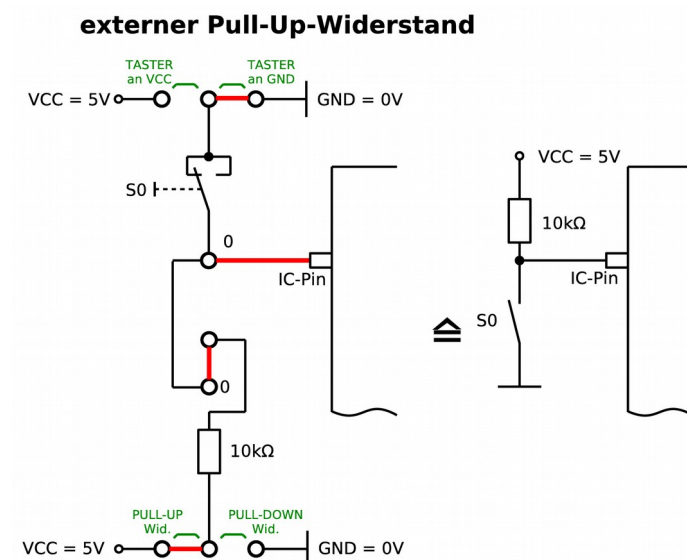 externer Pull-Up-Widerstand
TASTER
an VCC
TASTER
an GND
VCC = 5V
GND = 0V
S0
0
IC-Pin
0
10kΩ
PULL-UP
Wid.
PULL-DOWN
Wid.
VCC = 5V
GND = 0V
VCC = 5V
10kΩ
IC-Pin
S0